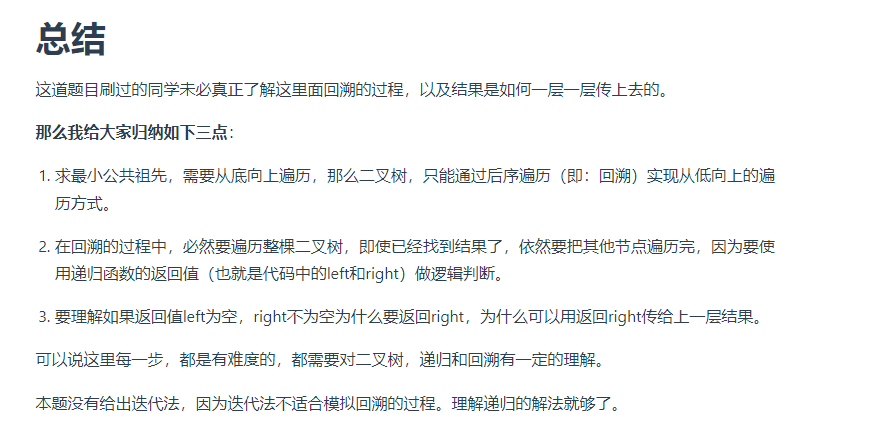 总结
这道题目刷过的同学未必真正了解这里面回溯的过程，以及结果是如何一层一层传上去的。
那么我给大家归纳如下三点：
1. 求最小公共祖先，需要从底向上遍历，那么二叉树，只能通过后序遍历（即：回溯）实现从低向上的遍
历方式。
2. 在回溯的过程中，必然要遍历整棵二叉树，即使已经找到结果了，依然要把其他节点遍历完，因为要使
用递归函数的返回值（也就是代码中的left和right）做逻辑判断。
3. 要理解如果返回值left为空，right不为空为什么要返回right，为什么可以用返回right传给上一层结果。
可以说这里每一步，都是有难度的，都需要对二叉树，递归和回溯有一定的理解。
本题没有给出迭代法，因为迭代法不适合模拟回溯的过程。理解递归的解法就够了。